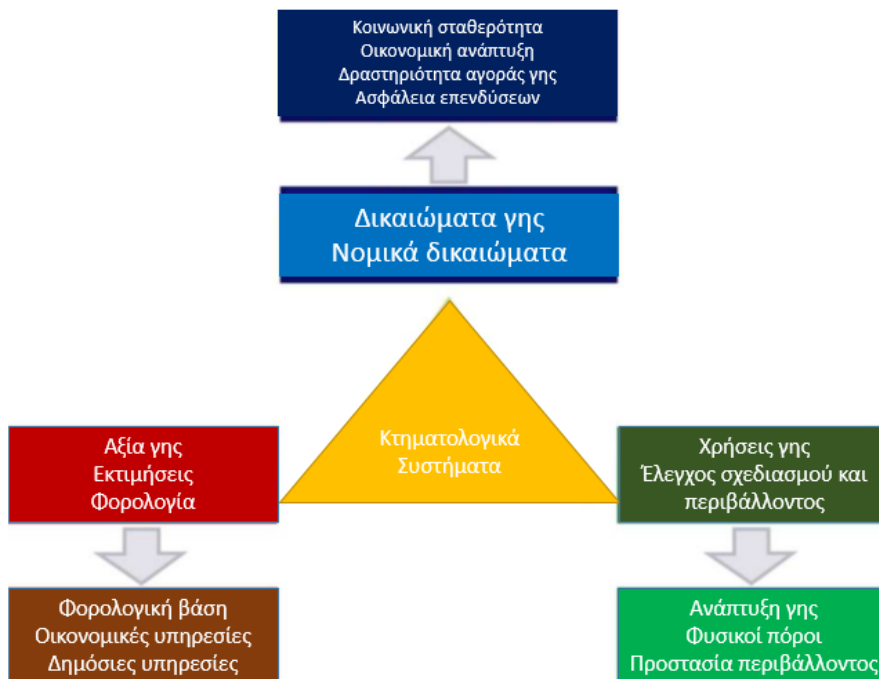 Κοινωνική σταθερότητα
Οικονομική ανάπτυξη
Δραστηριότητα αγοράς γης
Ασφάλεια επενδύσεων
Δικαιώματα γης
Νομικά δικαιώματα
Κτηματολογικά
Συστήματα
Αξία γης
Εκτιμήσεις
Φορολογία
Χρήσεις γης
Έλεγχος σχεδιασμού και
περιβάλλοντος
Φορολογική βάση
Οικονομικές υπηρεσίες
Δημόσιες υπηρεσίες
Ανάπτυξη γης
Φυσικοί πόροι
Προστασία περιβάλλοντος